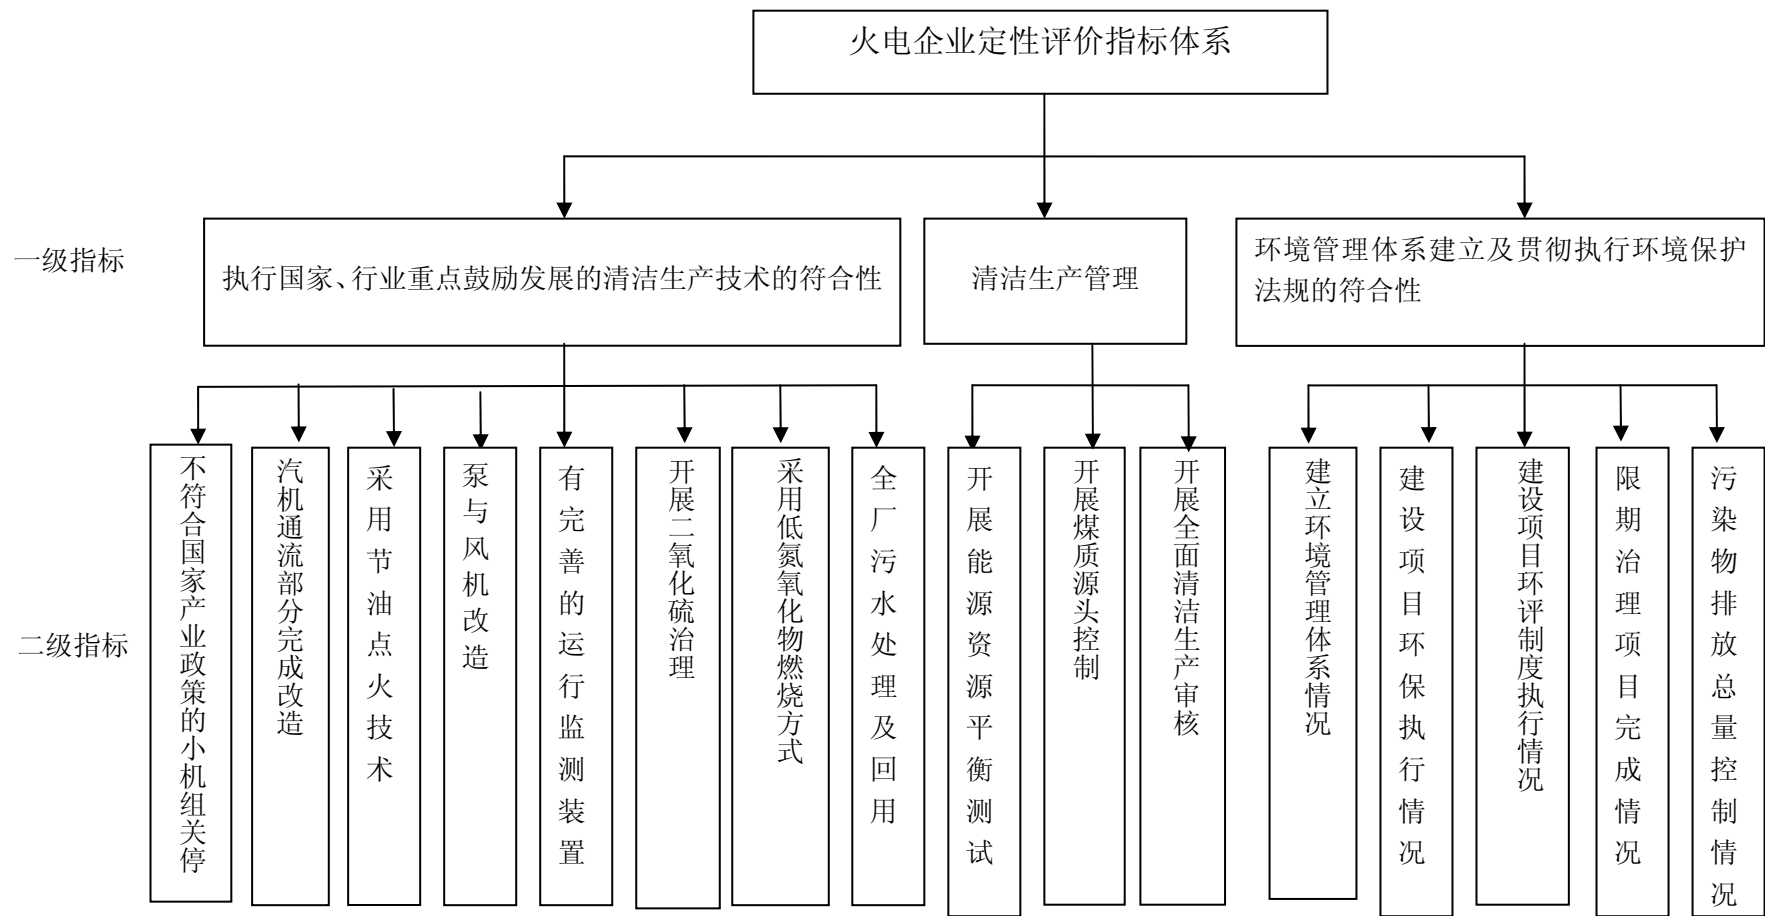 火电企业定性评价指标体系
一级指标
执行国家、行业重点鼓励发展的清洁生产技术的符合性
清洁生产管理
环境管理体系建立及贯彻执行环境保护
法规的符合性
二级指标
不符合国家产业政策的小机组关停
汽机通流部分完成改造
采用节油点火技术
泵与风机改造
有完善的运行监测装置
开展二氧化硫治理
采用低氮氧化物燃烧方式
全厂污水处理及回用
开展能源资源平衡测试
开展煤质源头控制
开展全面清洁生产审核
建立环境管理体系情况
建设项目环保执行情况
建设项目环评制度执行情况
限期治理项目完成情况
污染物排放总量控制情况